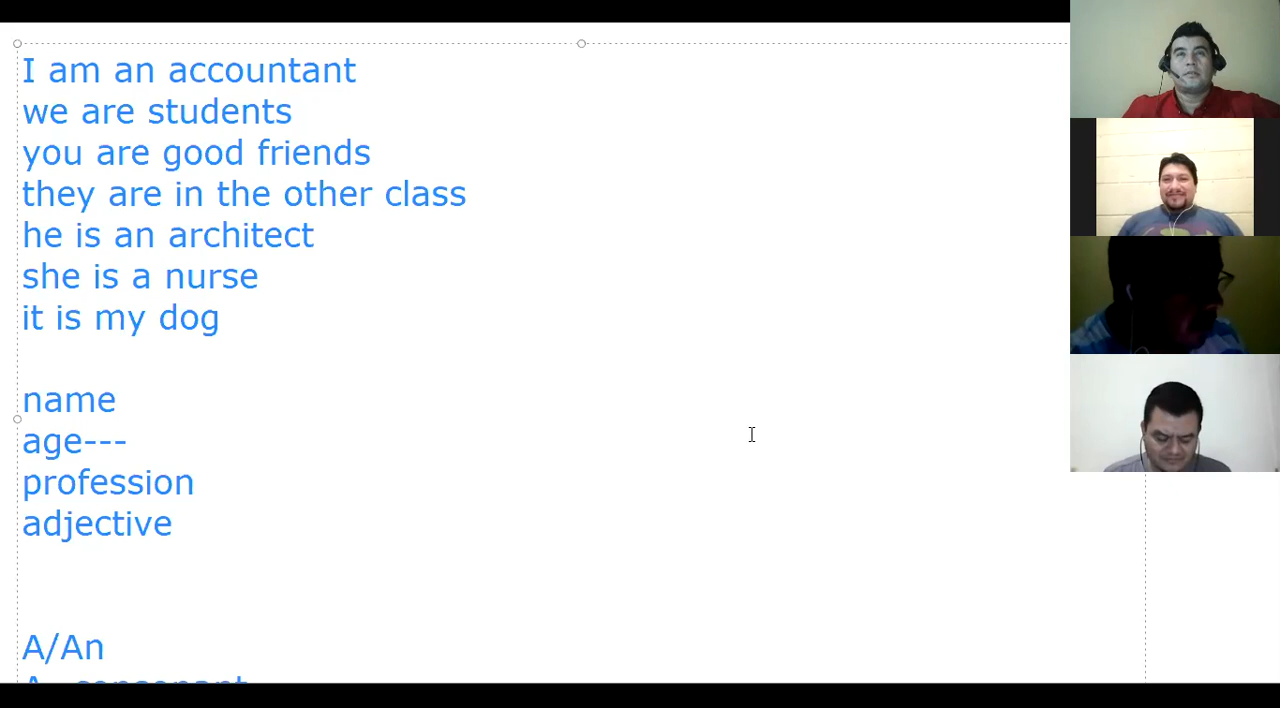 I am an accountant
we are students
you are good friends
they are in the other class
he is an architect
she is a nurse
it is my dog
name
age---
profession
adjective
A/An
A consonant